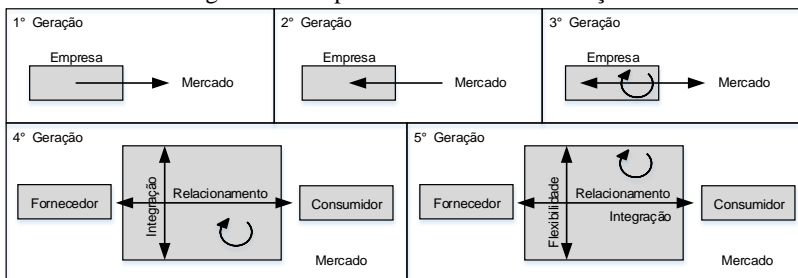 1° Geração
Empresa
Mercado
2° Geração
Empresa
Mercado
3° Geração
Empresa
Mercado
4° Geração
Fornecedor
Integração
Relacionamento
Consumidor
Mercado
5° Geração
Fornecedor
Flexibilidade
Relacionamento
Integração
Consumidor
Mercado